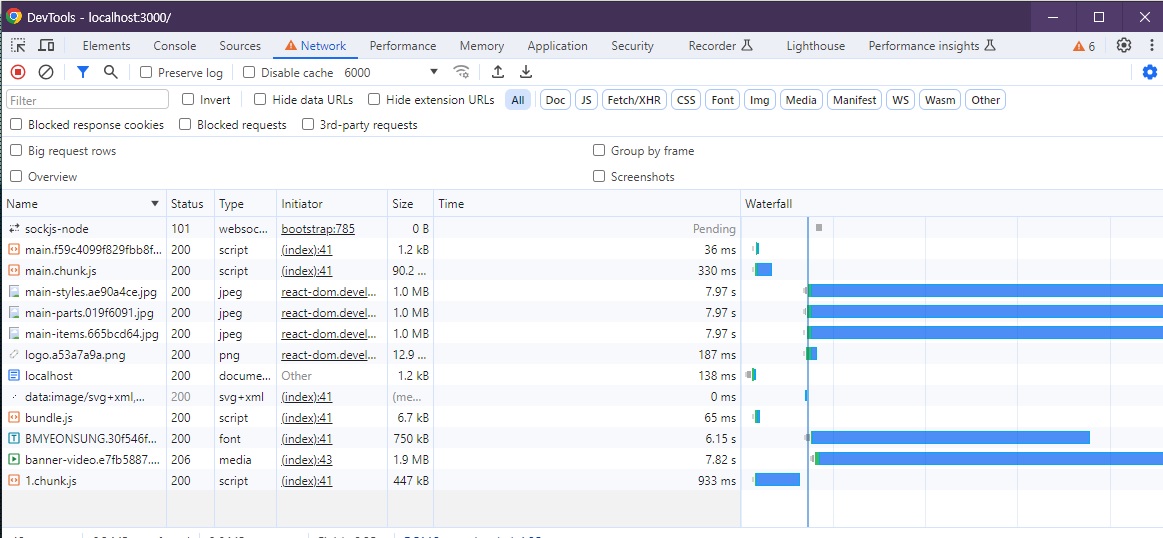 DevTools - localhost:3000/
Elements Console Sources Network Performance Memory Application Security Recorder Lighthouse Performance insights 6
Preserve log Disable cache 6000
Filter Invert Hide data URLs Hide extension URLs All Doc JS Fetch/XHR CSS Font Img Media Manifest WS Wasm Other
Blocked response cookies Blocked requests 3rd-party requests
Big request rows Group by frame
Overview Screenshots
Name Status Type Initiator Size Time Waterfall
sockjs-node 101 websoc... bootstrap:785 0 B Pending
main.f59c4099f829fbb8f... 200 script (index):41 1.2 kB 36 ms
main.chunk.js 200 script (index):41 90.2 ... 330 ms
main-styles.ae90a4ce.jpg 200 jpeg react-dom.devel... 1.0 MB 7.97 s
main-parts.019f6091.jpg 200 jpeg react-dom.devel... 1.0 MB 7.97 s
main-items.665bcd64.jpg 200 jpeg react-dom.devel... 1.0 MB 7.97 s
logo.a53a7a9a.png 200 png react-dom.devel... 12.9 ... 187 ms
localhost 200 docume... Other 1.2 kB 138 ms
data:image/svg+xml,... 200 svg+xml (index):41 (me... 0 ms
bundle.js 200 script (index):41 6.7 kB 65 ms
BMYEONSUNG.30f546f... 200 font (index):41 750 kB 6.15 s
banner-video.e7fb5887.... 206 media (index):43 1.9 MB 7.82 s
1.chunk.js 200 script (index):41 447 kB 933 ms